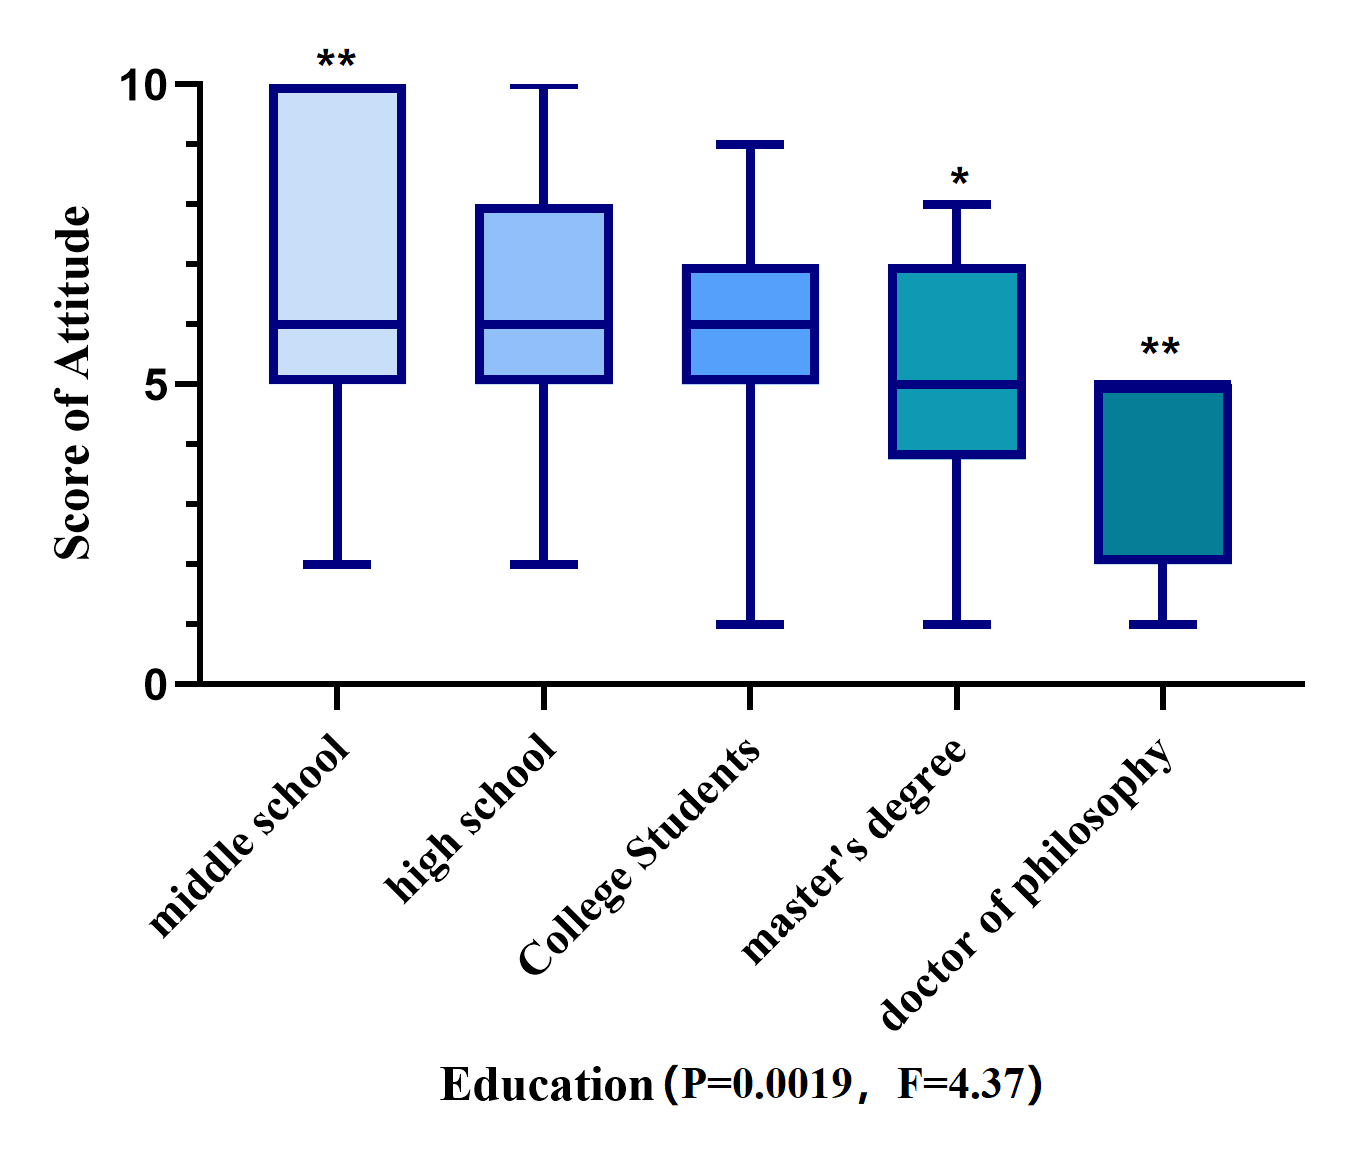 **
10
*
**
5
0
Score of Attitude
middle school
high school
College Students
master's degree
doctor of philosophy
Education (P=0.0019，F=4.37)